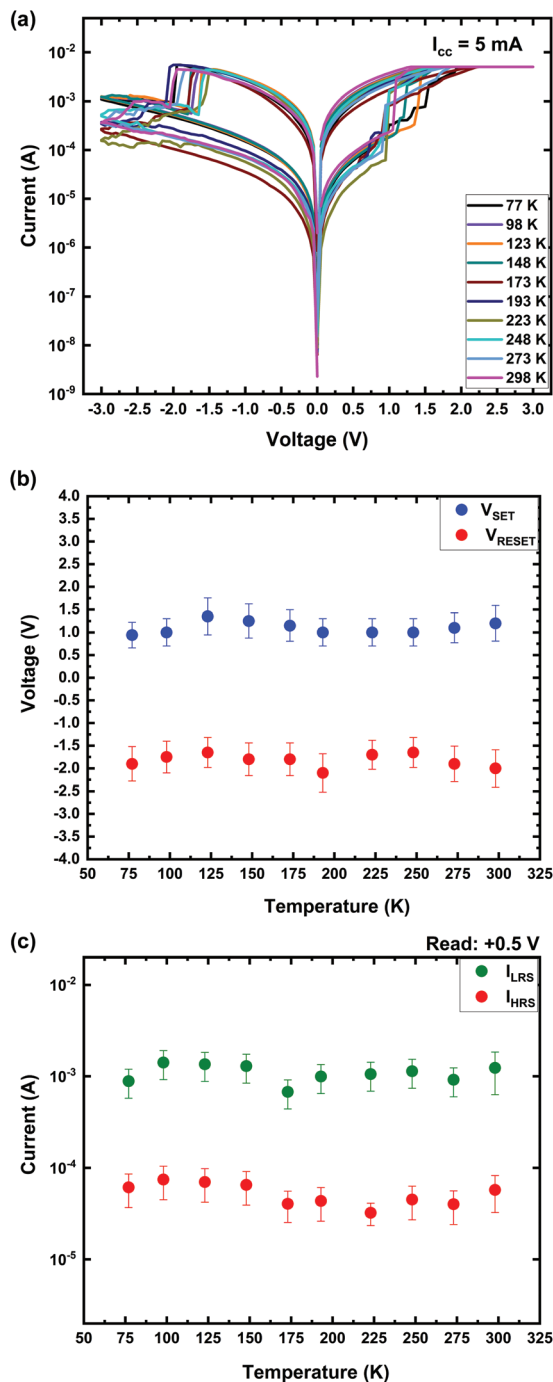 (a)
I_cc = 5 mA
10^-2
10^-3
10^-4
10^-5
10^-6
10^-7
10^-8
10^-9
Current (A)
77 K
98 K
123 K
148 K
173 K
193 K
223 K
248 K
273 K
298 K
-3.0 -2.5 -2.0 -1.5 -1.0 -0.5 0.0 0.5 1.0 1.5 2.0 2.5 3.0
Voltage (V)
(b)
4.0
3.5
3.0
2.5
2.0
1.5
1.0
0.5
0.0
-0.5
-1.0
-1.5
-2.0
-2.5
-3.0
-3.5
-4.0
Voltage (V)
V_SET
V_RESET
50 75 100 125 150 175 200 225 250 275 300 325
Temperature (K)
(c)
Read: +0.5 V
10^-2
10^-3
10^-4
10^-5
Current (A)
I_LRS
I_HRS
50 75 100 125 150 175 200 225 250 275 300 325
Temperature (K)